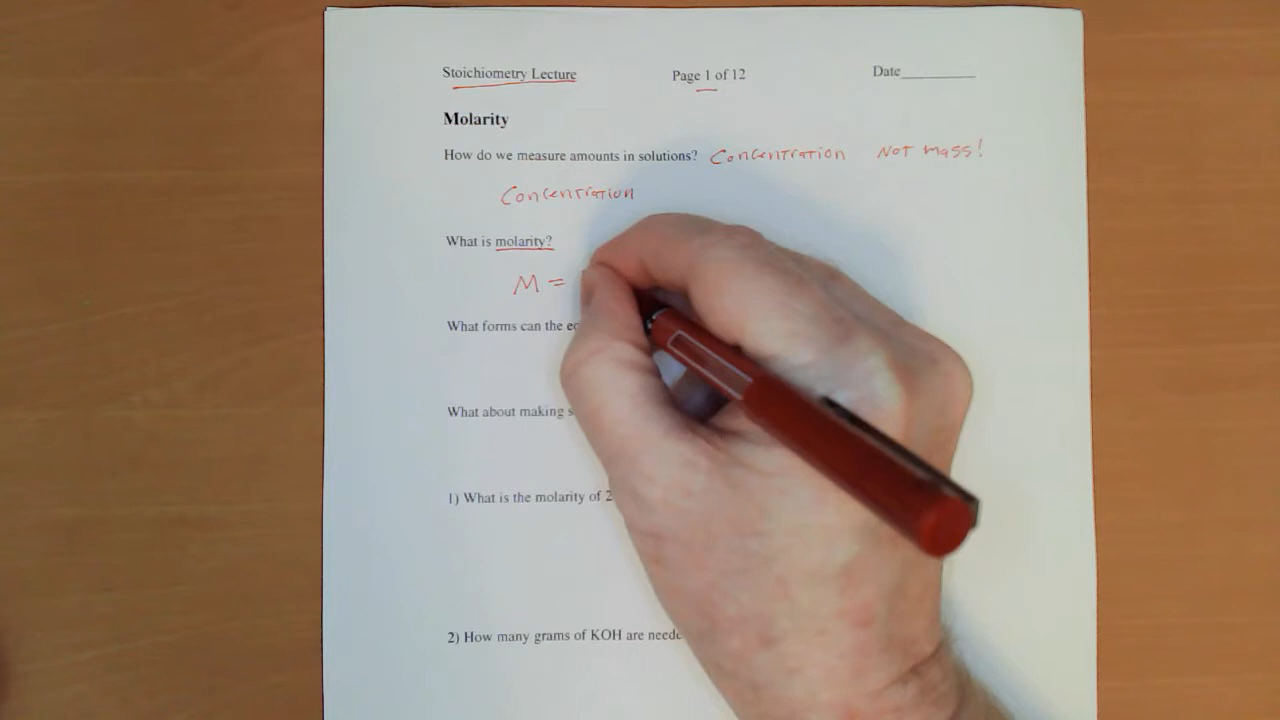 Stoichiometry Lecture Page 1 of 12 Date__________
Molarity
How do we measure amounts in solutions? Concentration Not mass!
Concentration
What is molarity?
M =
What forms can the
What about making
1) What is the molarity of 2
2) How many grams of KOH are